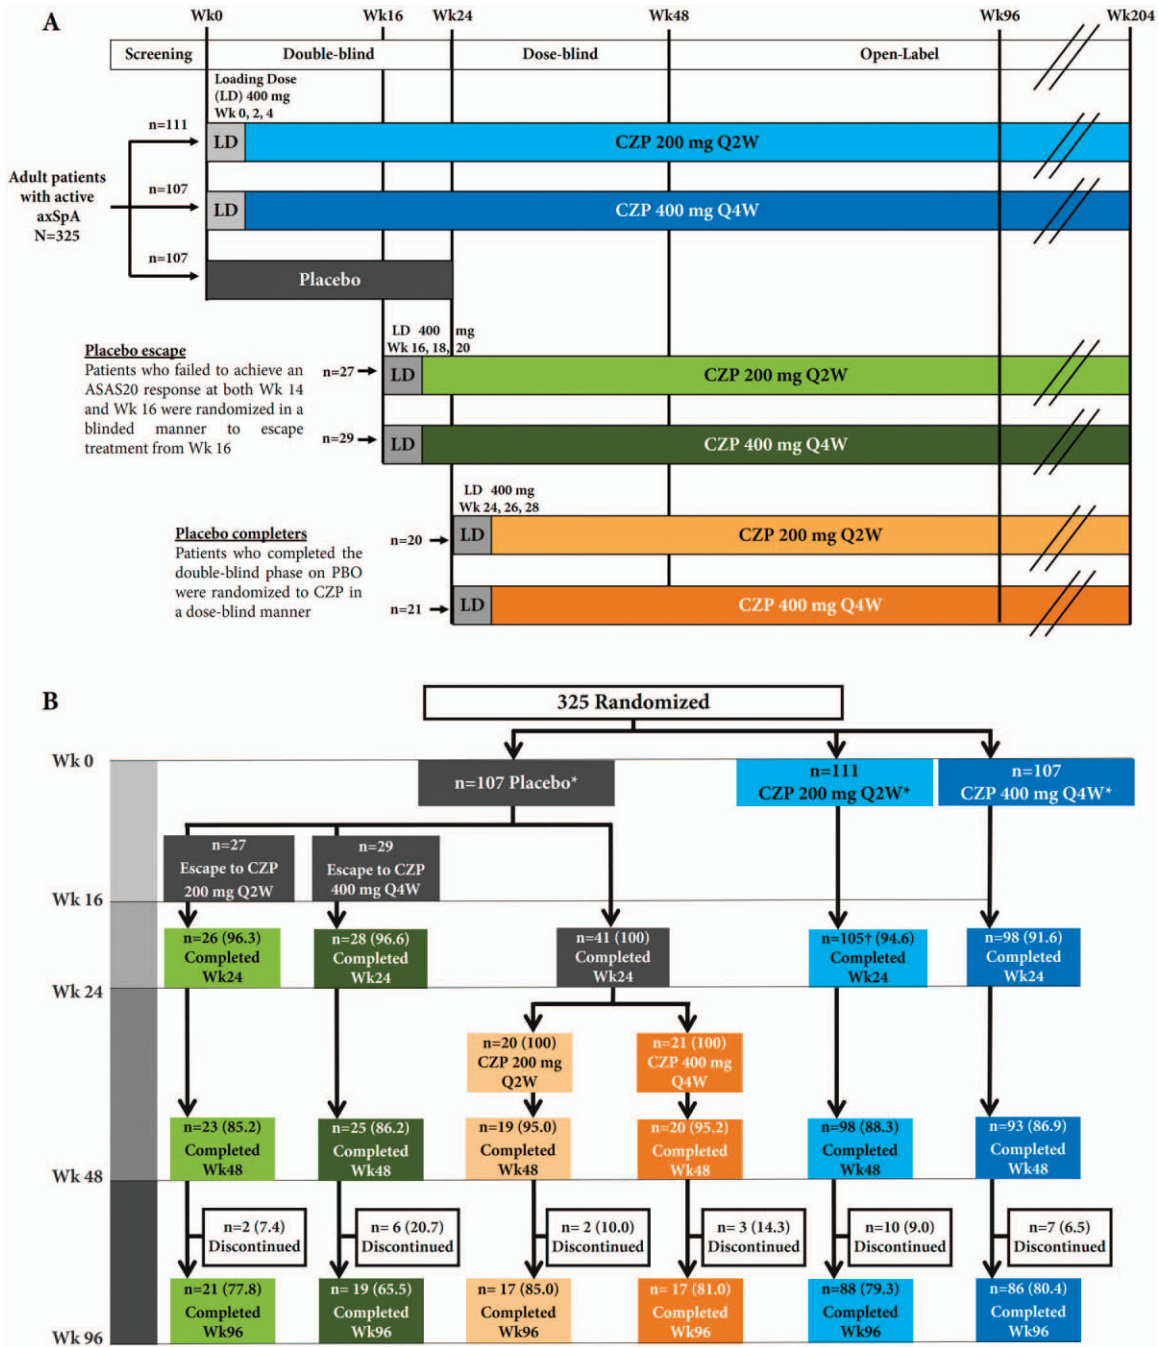 A
Wk0 Wk16 Wk24 Wk48 Wk96 Wk204
Screening Double-blind Dose-blind Open-Label
Loading Dose
(LD) 400 mg
Wk 0, 2, 4
n=111
LD CZP 200 mg Q2W
Adult patients
with active
axSpA
N=325
n=107
LD CZP 400 mg Q4W
n=107
Placebo
LD 400 mg
Wk 16, 18, 20
Placebo escape
Patients who failed to achieve an
ASAS20 response at both Wk 14
and Wk 16 were randomized in a
blinded manner to escape
treatment from Wk 16
n=27 LD CZP 200 mg Q2W
n=29 LD CZP 400 mg Q4W
LD 400 mg
Wk 24, 26, 28
Placebo completers
Patients who completed the
double-blind phase on PBO
were randomized to CZP in
a dose-blind manner
n=20 LD CZP 200 mg Q2W
n=21 LD CZP 400 mg Q4W
B
325 Randomized
Wk 0
n=107 Placebo*
n=111
CZP 200 mg Q2W*
n=107
CZP 400 mg Q4W*
n=27
Escape to CZP
200 mg Q2W
n=29
Escape to CZP
400 mg Q4W
Wk 16
n=26 (96.3)
Completed
Wk24
n=28 (96.6)
Completed
Wk24
n=41 (100)
Completed
Wk24
n=105† (94.6)
Completed
Wk24
n=98 (91.6)
Completed
Wk24
Wk 24
n=20 (100)
CZP 200 mg
Q2W
n=21 (100)
CZP 400 mg
Q4W
n=23 (85.2)
Completed
Wk48
n=25 (86.2)
Completed
Wk48
n=19 (95.0)
Completed
Wk48
n=20 (95.2)
Completed
Wk48
n=98 (88.3)
Completed
Wk48
n=93 (86.9)
Completed
Wk48
Wk 48
n=2 (7.4)
Discontinued
n= 6 (20.7)
Discontinued
n= 2 (10.0)
Discontinued
n= 3 (14.3)
Discontinued
n=10 (9.0)
Discontinued
n=7 (6.5)
Discontinued
n=21 (77.8)
Completed
Wk96
n= 19 (65.5)
Completed
Wk96
n= 17 (85.0)
Completed
Wk96
n= 17 (81.0)
Completed
Wk96
n=88 (79.3)
Completed
Wk96
n=86 (80.4)
Completed
Wk96
Wk 96